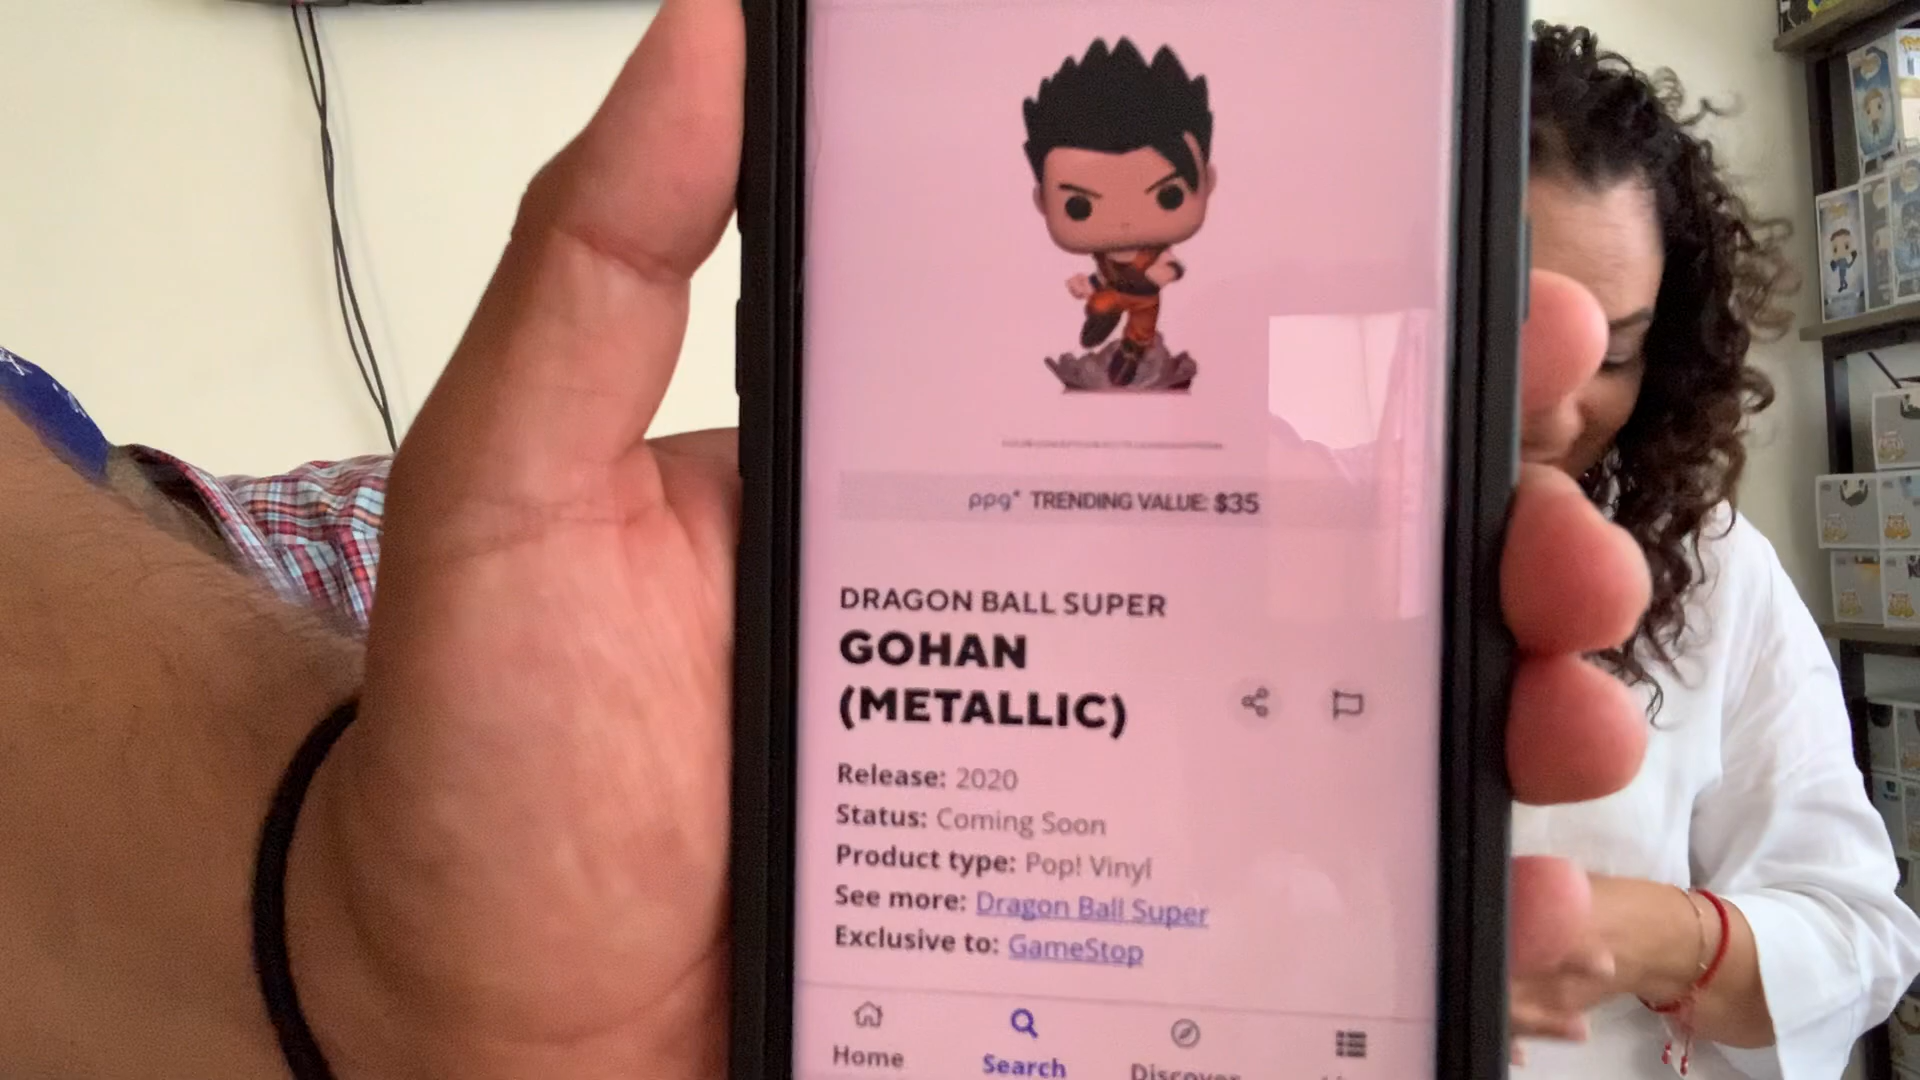 ppg* TRENDING VALUE: $35
DRAGON BALL SUPER
GOHAN
(METALLIC)
Release: 2020
Status: Coming Soon
Product type: Pop! Vinyl
See more: Dragon Ball Super
Exclusive to: GameStop
Home
Search
Discover